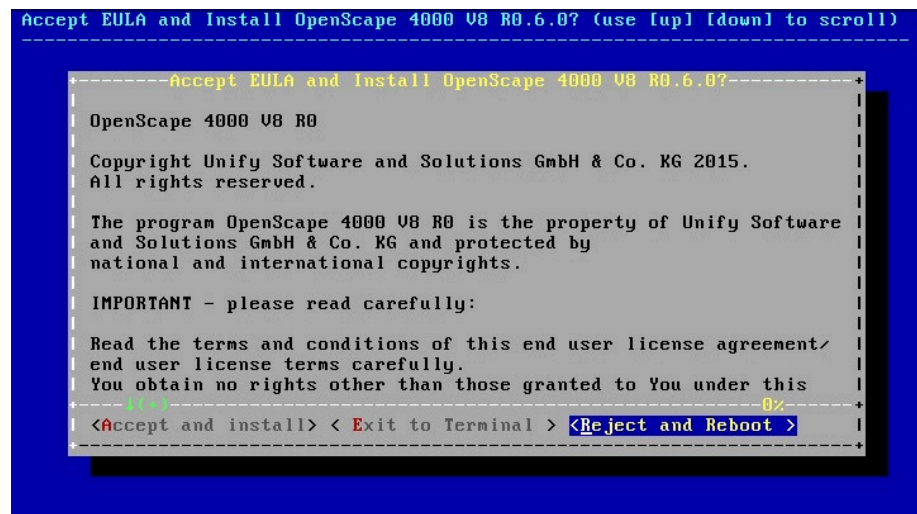 Accept EULA and Install OpenScape 4000 V8 R0.6.0? (use [up] [down] to scroll)
Accept EULA and Install OpenScape 4000 V8 R0.6.0?
OpenScape 4000 V8 R0
Copyright Unify Software and Solutions GmbH & Co. KG 2015.
All rights reserved.
The program OpenScape 4000 V8 R0 is the property of Unify Software
and Solutions GmbH & Co. KG and protected by
national and international copyrights.
IMPORTANT - please read carefully:
Read the terms and conditions of this end user license agreement/
end user license terms carefully.
You obtain no rights other than those granted to You under this
↓(+) 0%
<Accept and install> < Exit to Terminal > <Reject and Reboot >